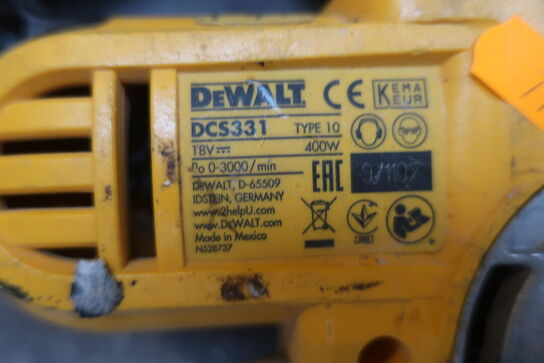 DEWALT CE KEMA KEUR
DCS331 TYPE 10
18V 400W
no 0-3000/min
DEWALT, D-65509
IDSTEIN, GERMANY
EAC
www.2helpU.com
www.DEWALT.com
Made in Mexico
N528737